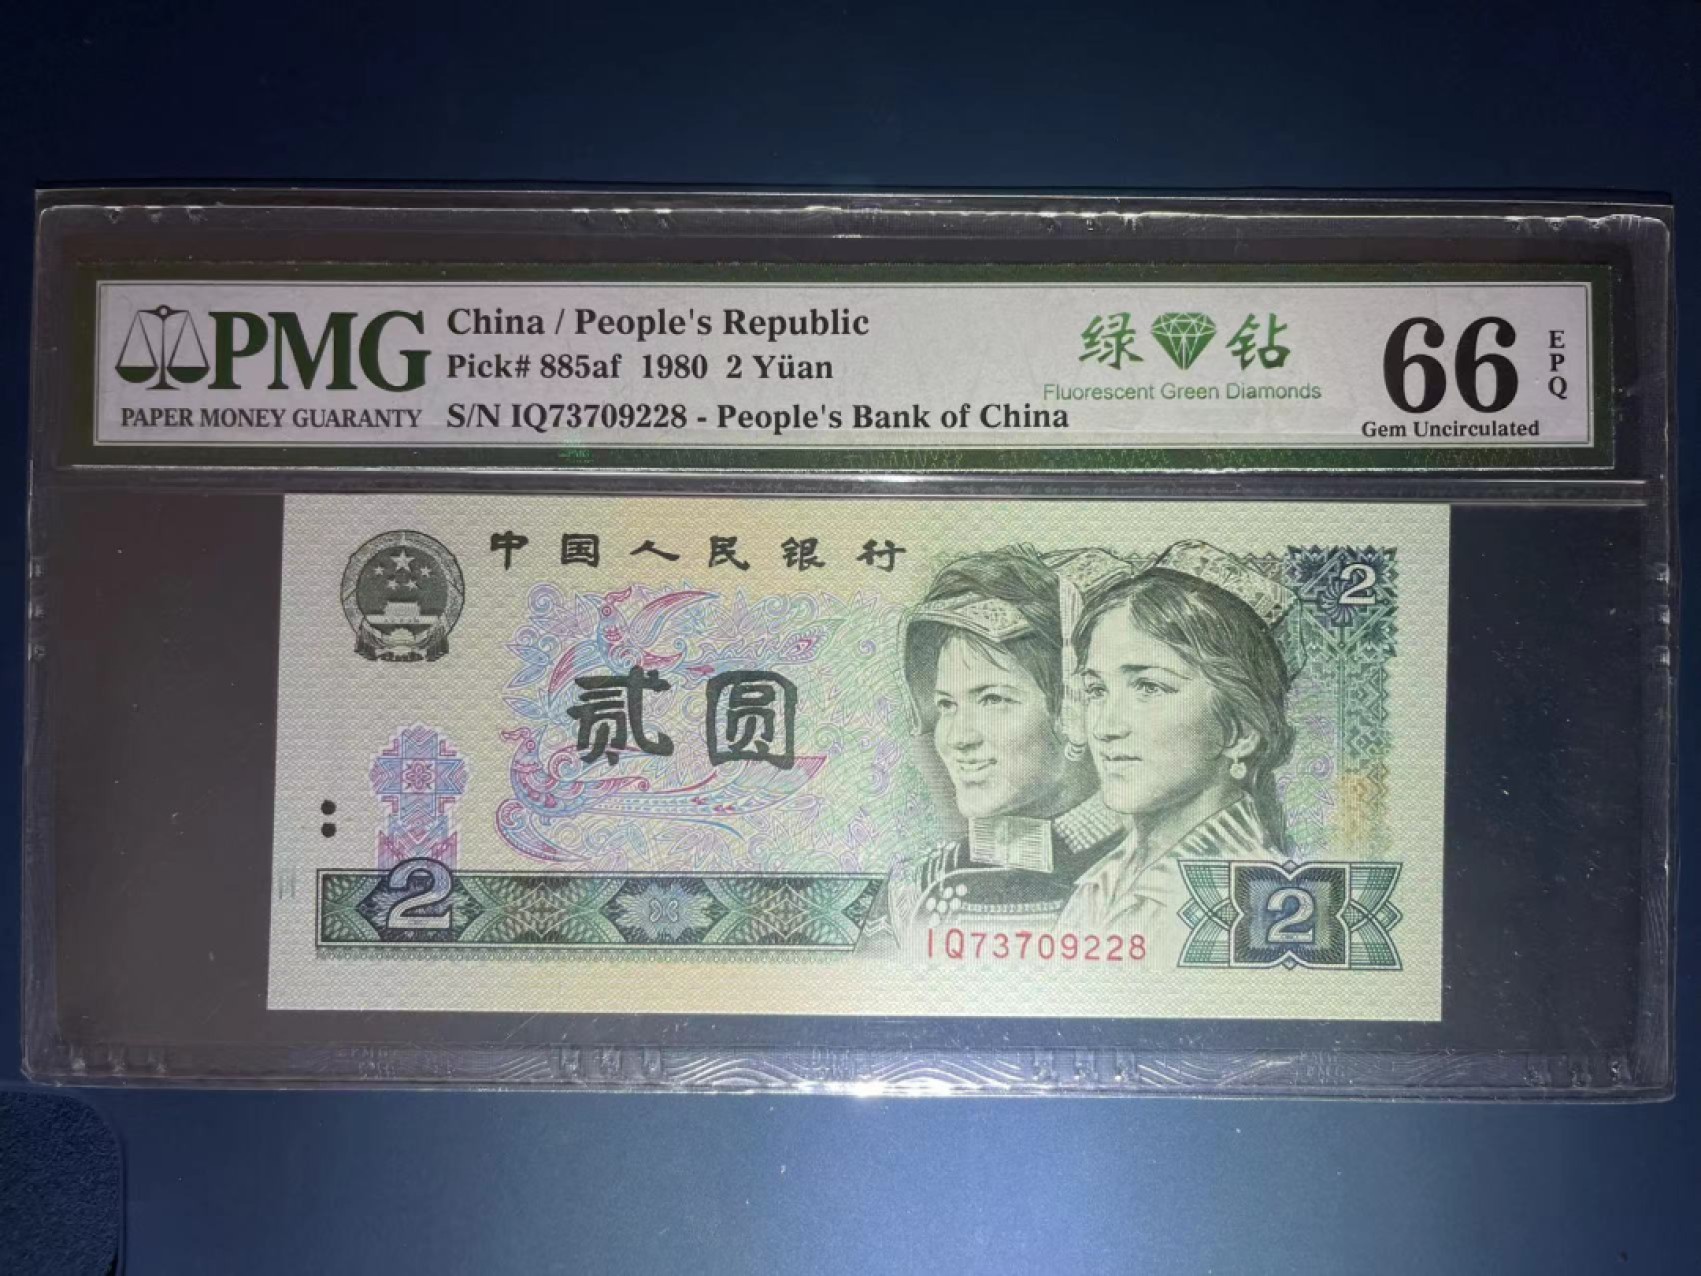 PMG
PAPER MONEY GUARANTY
China / People's Republic
Pick# 885af 1980 2 Yüan
S/N IQ73709228 - People's Bank of China
绿钻
Fluorescent Green Diamonds
66
EPQ
Gem Uncirculated
中国人民银行
2
贰圆
2
IQ73709228
2